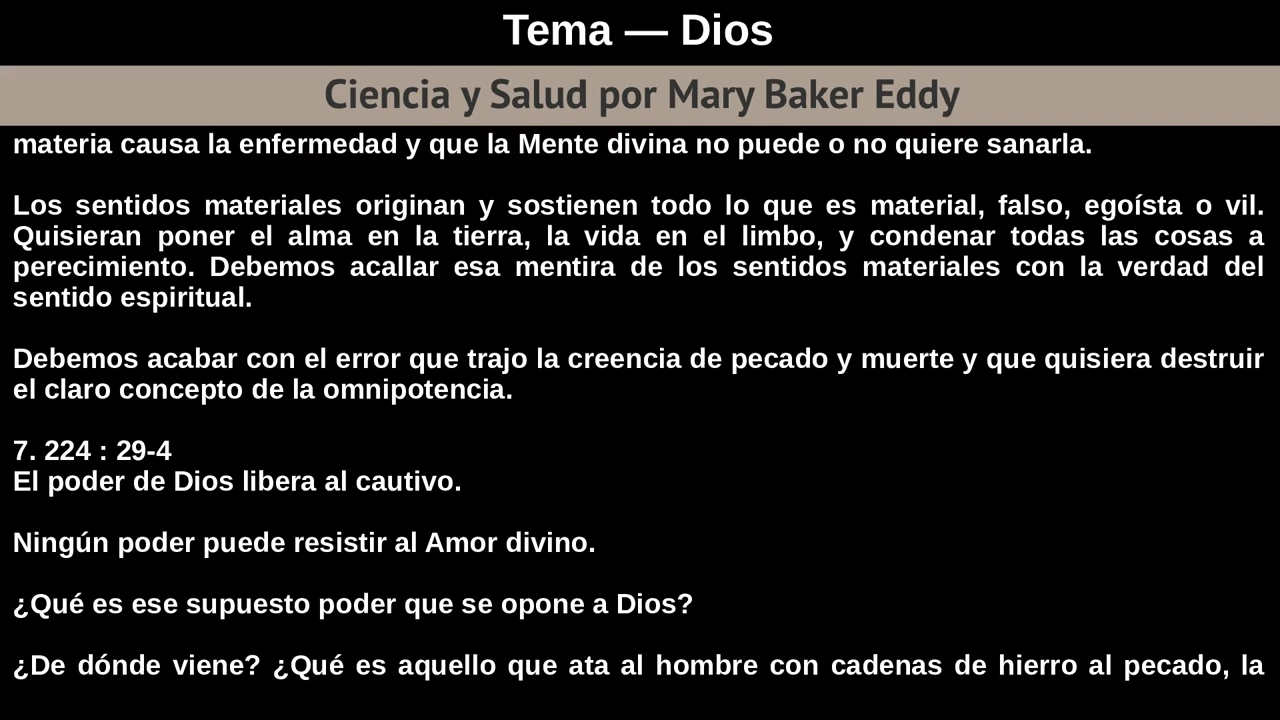 Tema — Dios
Ciencia y Salud por Mary Baker Eddy
materia causa la enfermedad y que la Mente divina no puede o no quiere sanarla.
Los sentidos materiales originan y sostienen todo lo que es material, falso, egoísta o vil.
Quisieran poner el alma en la tierra, la vida en el limbo, y condenar todas las cosas a
perecimiento. Debemos acallar esa mentira de los sentidos materiales con la verdad del
sentido espiritual.
Debemos acabar con el error que trajo la creencia de pecado y muerte y que quisiera destruir
el claro concepto de la omnipotencia.
7. 224 : 29-4
El poder de Dios libera al cautivo.
Ningún poder puede resistir al Amor divino.
¿Qué es ese supuesto poder que se opone a Dios?
¿De dónde viene? ¿Qué es aquello que ata al hombre con cadenas de hierro al pecado, la